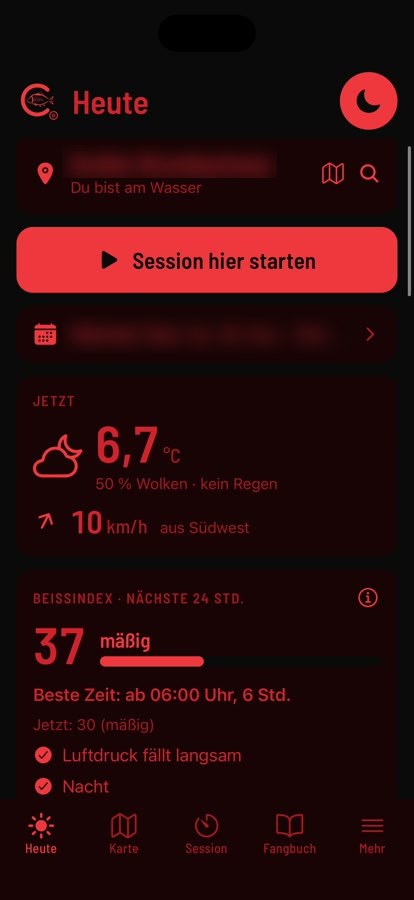 Heute
Du bist am Wasser
Session hier starten
JETZT
6,7 °C
50 % Wolken · kein Regen
10 km/h aus Südwest
BEISSINDEX · NÄCHSTE 24 STD.
37 mäßig
Beste Zeit: ab 06:00 Uhr, 6 Std.
Jetzt: 30 (mäßig)
Luftdruck fällt langsam
Nacht
Heute Karte Session Fangbuch Mehr